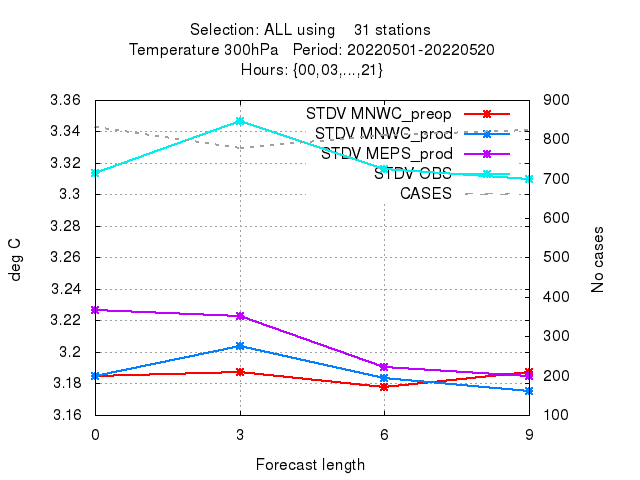 Selection: ALL using    31 stations
Temperature 300hPa   Period: 20220501-20220520
Hours: {00,03,...,21}
3.36
3.34
3.32
3.3
3.28
3.26
3.24
3.22
3.2
3.18
3.16
deg C
STDV MNWC_preop
STDV MNWC_prod
STDV MEPS_prod
STDV OBS
CASES
900
800
700
600
500
400
300
200
100
No cases
0 3 6 9
Forecast length